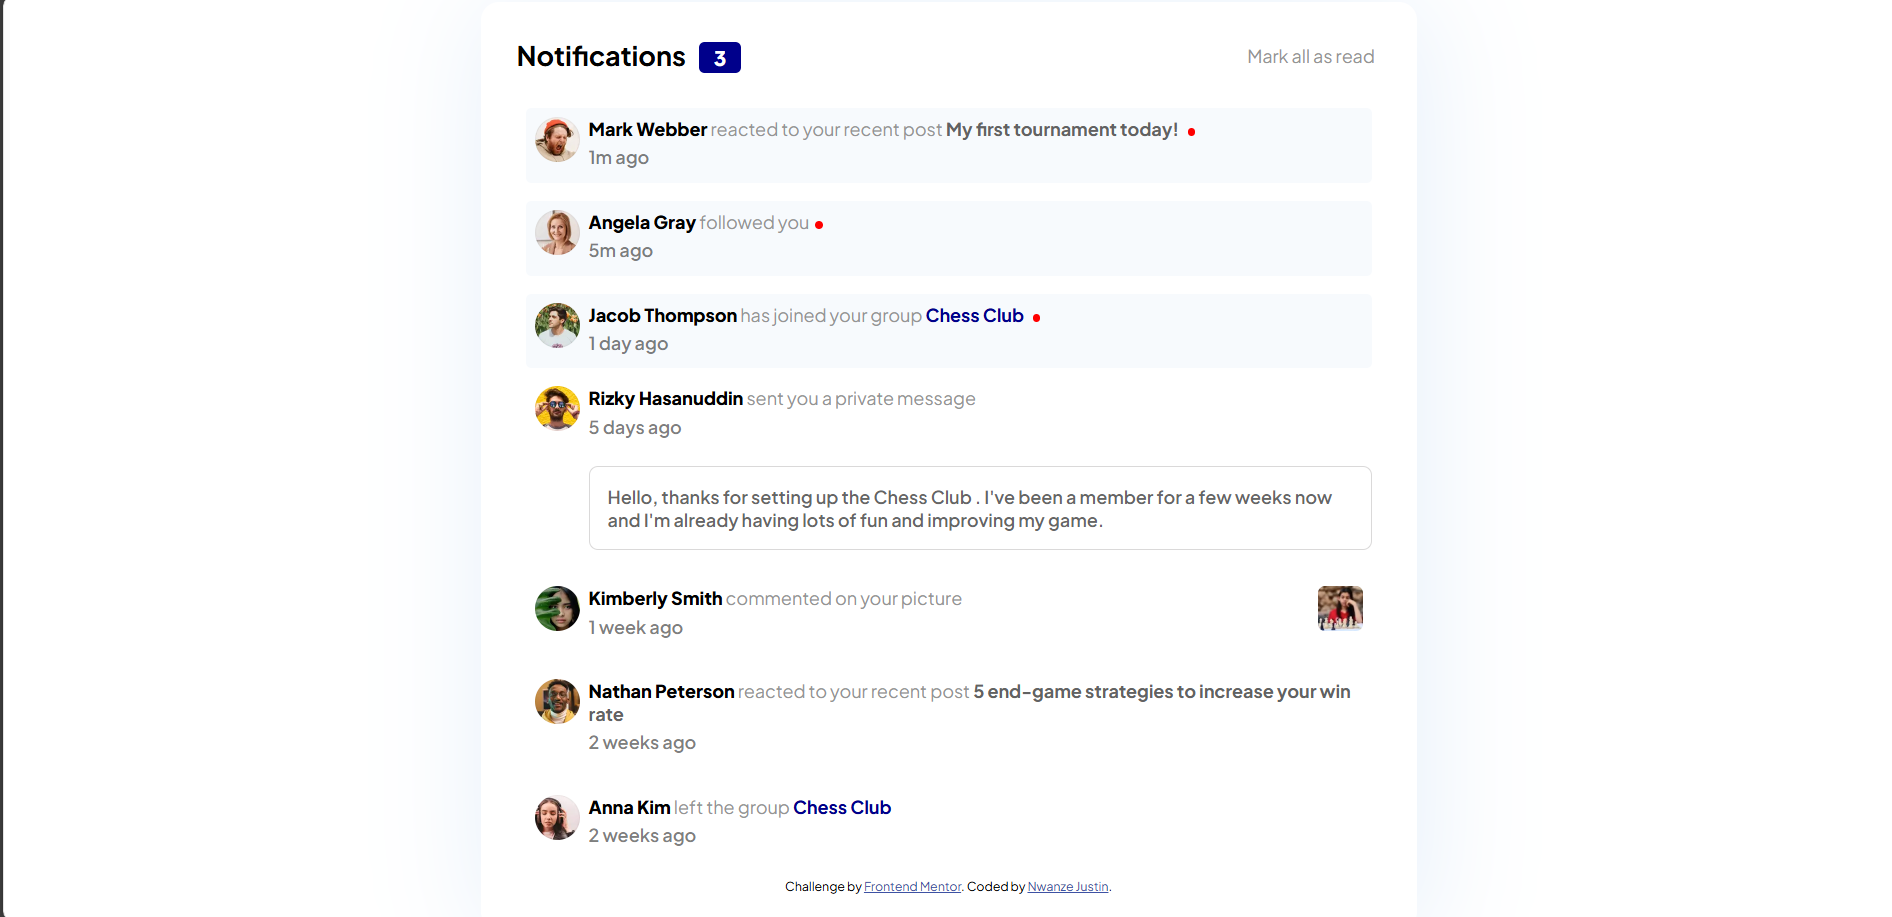 Notifications 3
Mark all as read
Mark Webber reacted to your recent post My first tournament today!
1m ago
Angela Gray followed you
5m ago
Jacob Thompson has joined your group Chess Club
1 day ago
Rizky Hasanuddin sent you a private message
5 days ago
Hello, thanks for setting up the Chess Club . I've been a member for a few weeks now
and I'm already having lots of fun and improving my game.
Kimberly Smith commented on your picture
1 week ago
Nathan Peterson reacted to your recent post 5 end-game strategies to increase your win
rate
2 weeks ago
Anna Kim left the group Chess Club
2 weeks ago
Challenge by Frontend Mentor. Coded by Nwanze Justin.